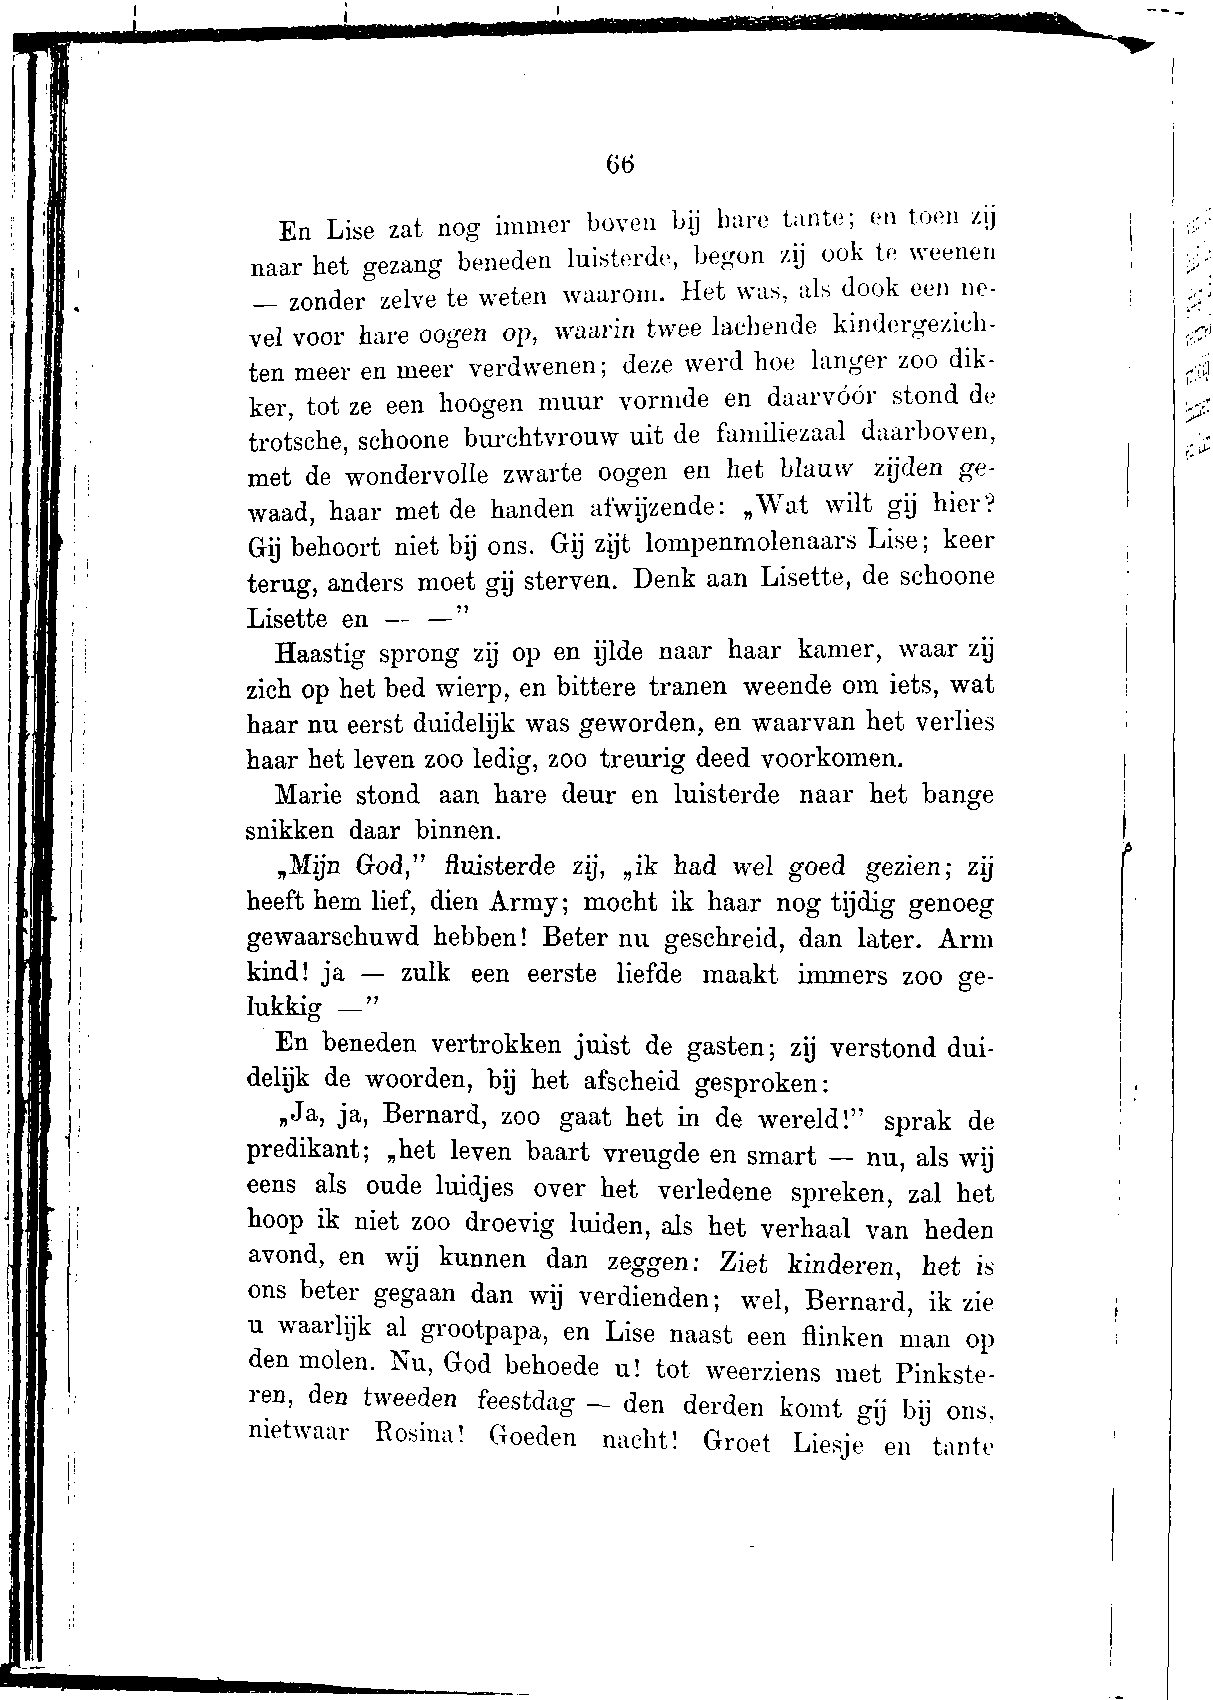 66
En Lise zat nog immer boven bij hare tante; en toen zij
naar het gezang beneden luisterde, begon zij ook te weenen
— zonder zelve te weten waarom. Het was, als dook een ne-
vel voor hare oogen op, waarin twee lachende kindergezich-
ten meer en meer verdwenen; deze werd hoe langer zoo dik-
ker, tot ze een hoogen muur vormde en daarvóór stond de
trotsche, schoone burchtvrouw uit de familiezaal daarboven,
met de wondervolle zwarte oogen en het blauw zijden ge-
waad, haar met de handen afwijzende: „Wat wilt gij hier?
Gij behoort niet bij ons. Gij zijt lompenmolenaars Lise; keer
terug, anders moet gij sterven. Denk aan Lisette, de schoone
Lisette en — —”
Haastig sprong zij op en ijlde naar haar kamer, waar zij
zich op het bed wierp, en bittere tranen weende om iets, wat
haar nu eerst duidelijk was geworden, en waarvan het verlies
haar het leven zoo ledig, zoo treurig deed voorkomen.
Marie stond aan hare deur en luisterde naar het bange
snikken daar binnen.
„Mijn God,” fluisterde zij, „ik had wel goed gezien; zij
heeft hem lief, dien Army; mocht ik haar nog tijdig genoeg
gewaarschuwd hebben! Beter nu geschreid, dan later. Arm
kind! ja — zulk een eerste liefde maakt immers zoo ge-
lukkig —”
En beneden vertrokken juist de gasten; zij verstond dui-
delijk de woorden, bij het afscheid gesproken:
„Ja, ja, Bernard, zoo gaat het in de wereld!” sprak de
predikant; „het leven baart vreugde en smart — nu, als wij
eens als oude luidjes over het verledene spreken, zal het
hoop ik niet zoo droevig luiden, als het verhaal van heden
avond, en wij kunnen dan zeggen: Ziet kinderen, het is
ons beter gegaan dan wij verdienden; wel, Bernard, ik zie
u waarlijk al grootpapa, en Lise naast een flinken man op
den molen. Nu, God behoede u! tot weerziens met Pinkste-
ren, den tweeden feestdag — den derden komt gij bij ons,
nietwaar Rosina! Goeden nacht! Groet Liesje en tante